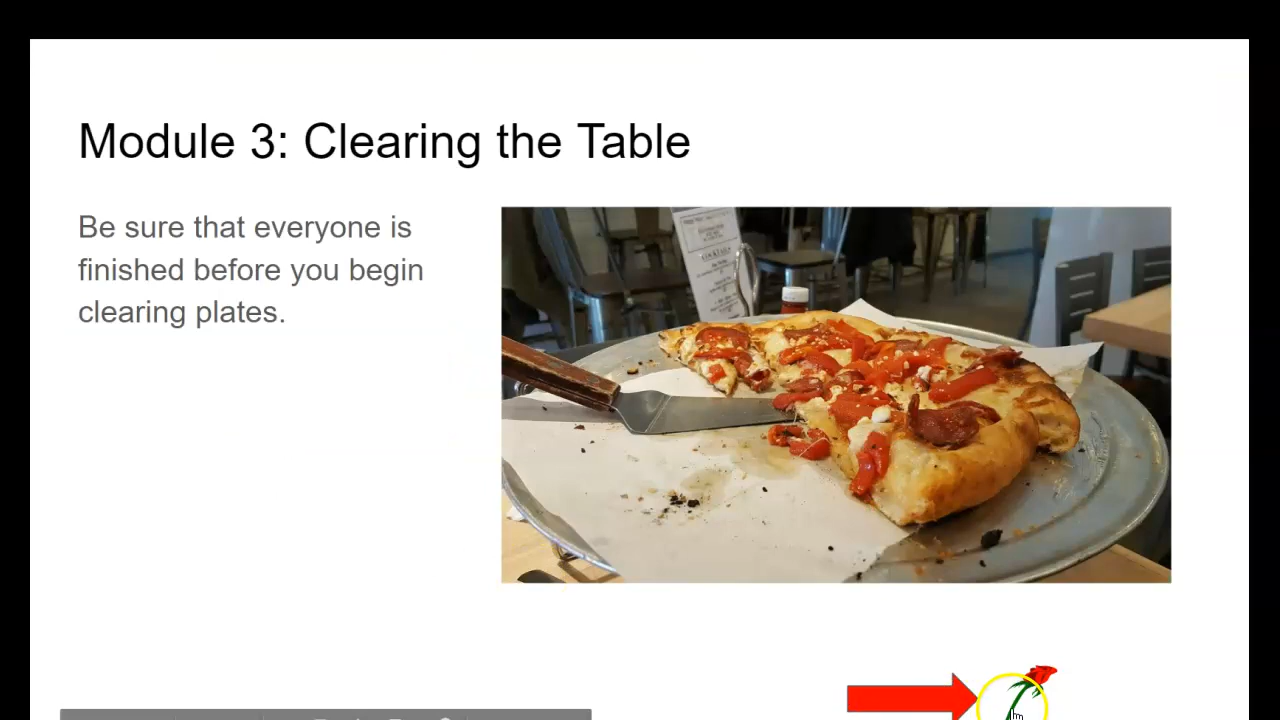 Module 3: Clearing the Table
Be sure that everyone is
finished before you begin
clearing plates.